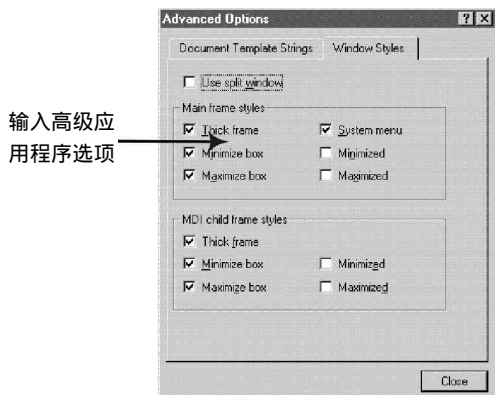 Advanced Options
Document Template Strings Window Styles
Use split window
Main frame styles
输入高级应
用程序选项
Thick frame System menu
Minimize box Minimized
Maximize box Maximized
MDI child frame styles
Thick frame
Minimize box Minimized
Maximize box Maximized
Close